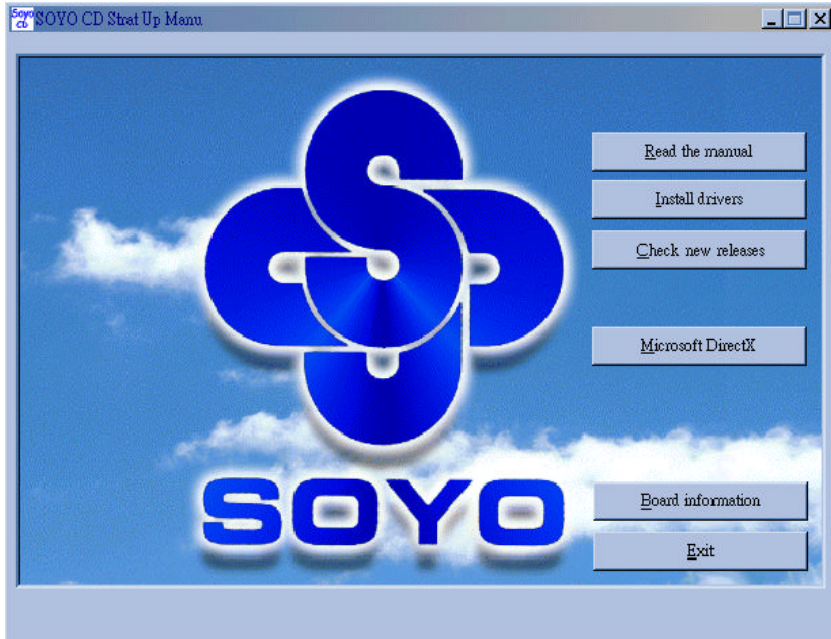 Soyo
CD
SOYO CD Strat Up Manu
Read the manual
Install drivers
Check new releases
Microsoft DirectX
SOYO
Board information
Exit